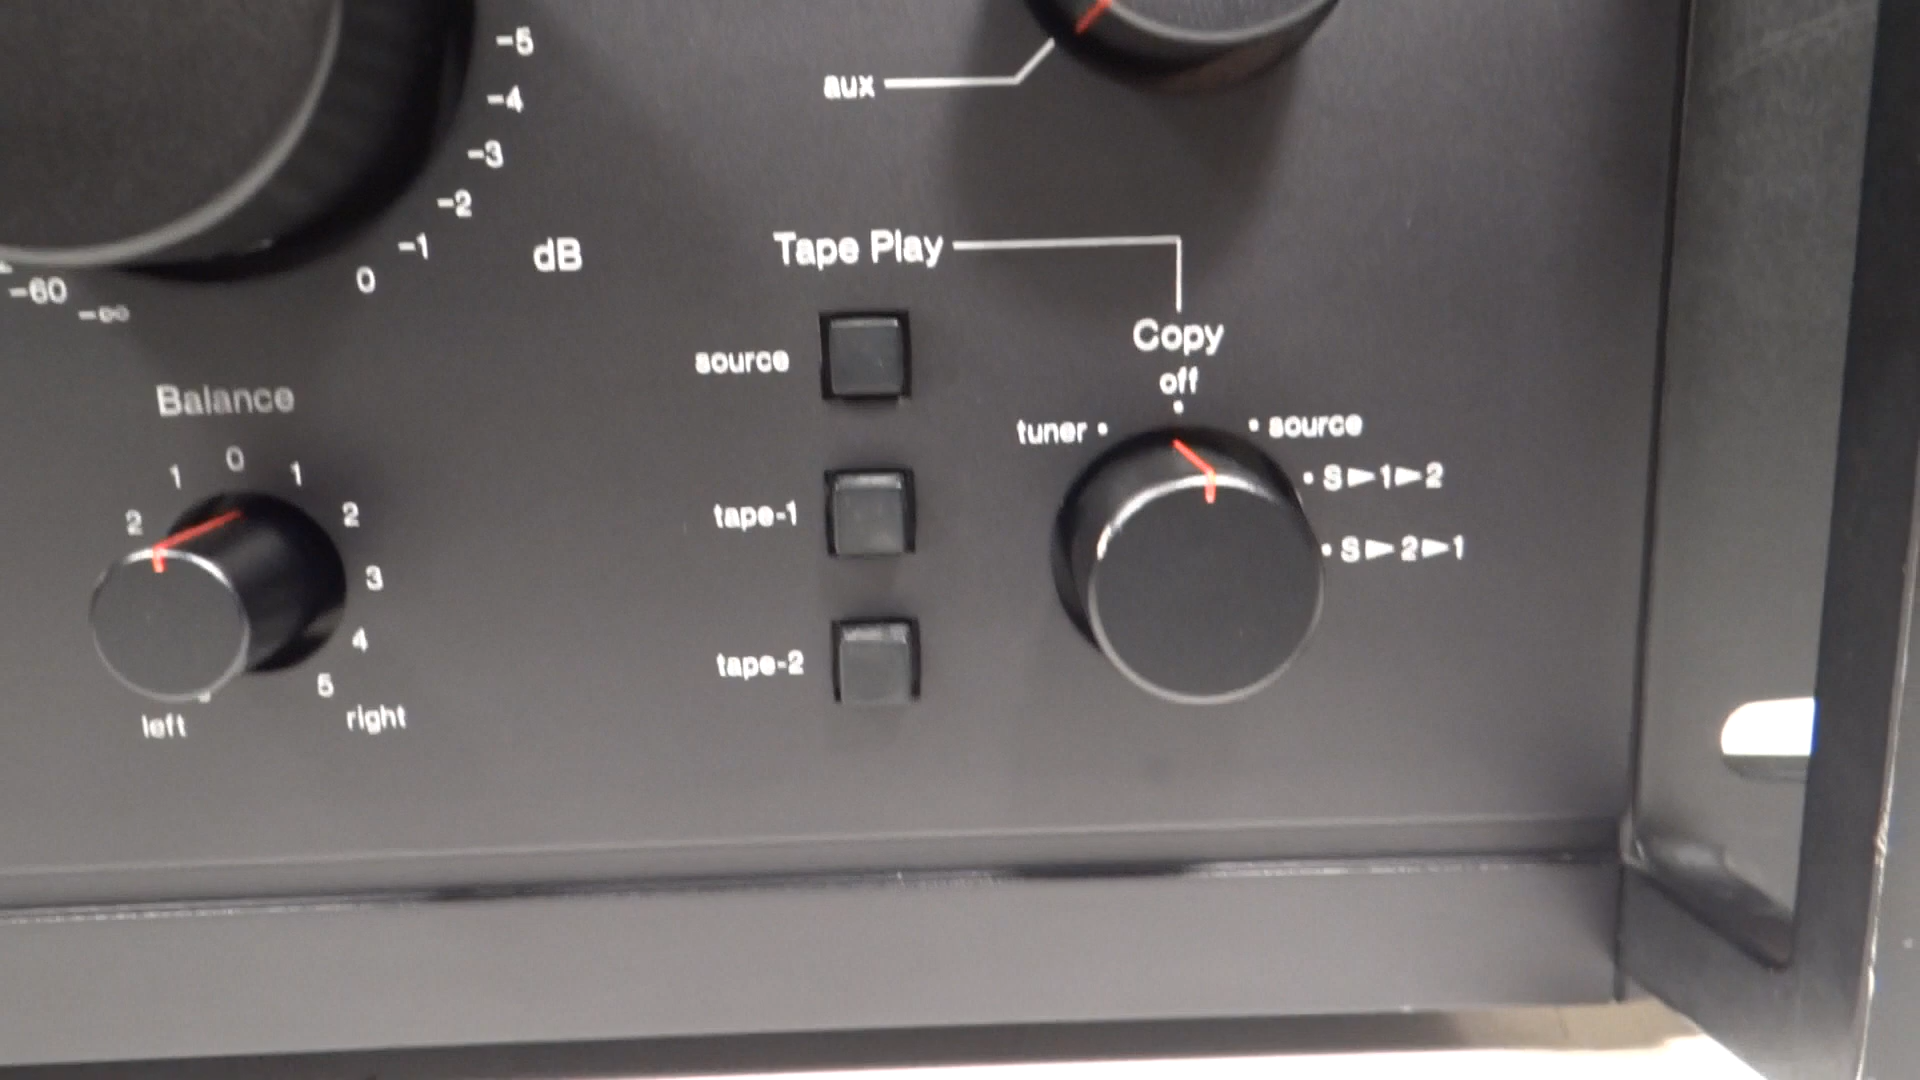 -5
-4
-3
-2
-1
0
dB
-60
-∞
aux
Tape Play
Copy
off
tuner
source
S►1►2
S►2►1
source
tape-1
tape-2
Balance
2 1 0 1 2 3 4 5
left
right